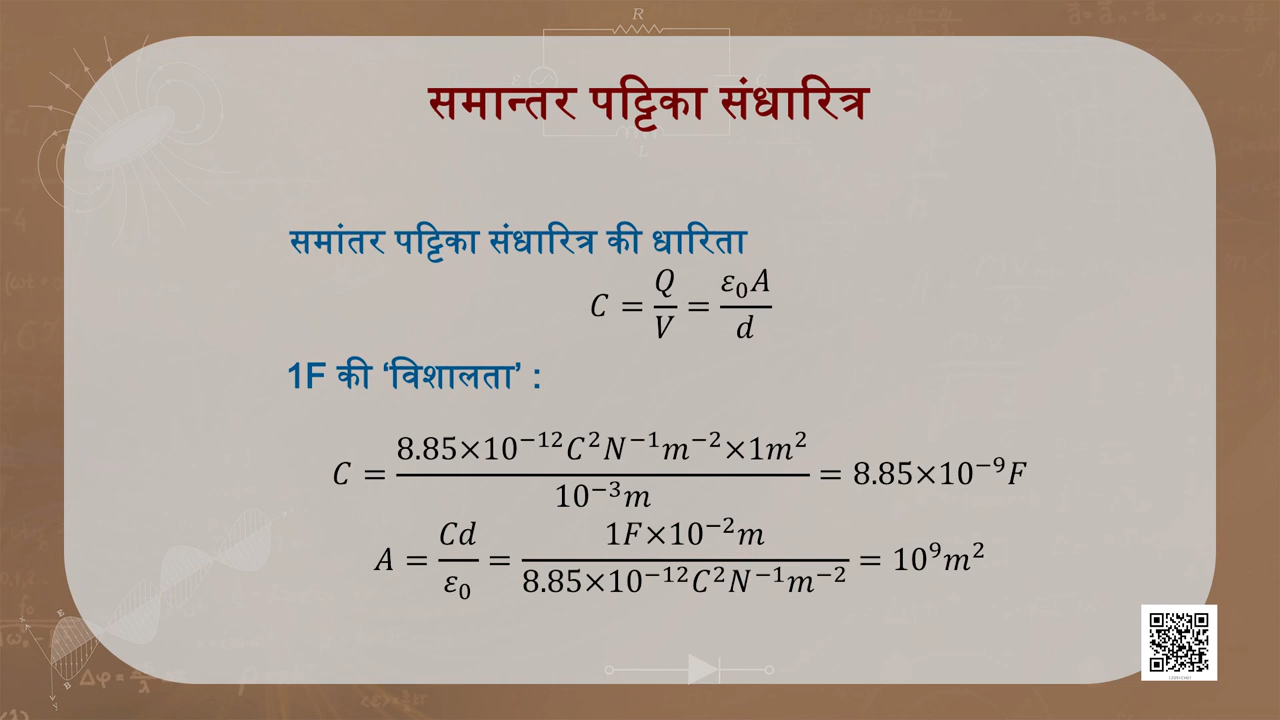 समान्तर पट्टिका संधारित्र
समांतर पट्टिका संधारित्र की धारिता
C = Q/V = ε₀A/d
1F की ‘विशालता’ :
C = 8.85×10⁻¹²C²N⁻¹m⁻²×1m² / 10⁻³m = 8.85×10⁻⁹F
A = Cd/ε₀ = 1F×10⁻²m / 8.85×10⁻¹²C²N⁻¹m⁻² = 10⁹m²